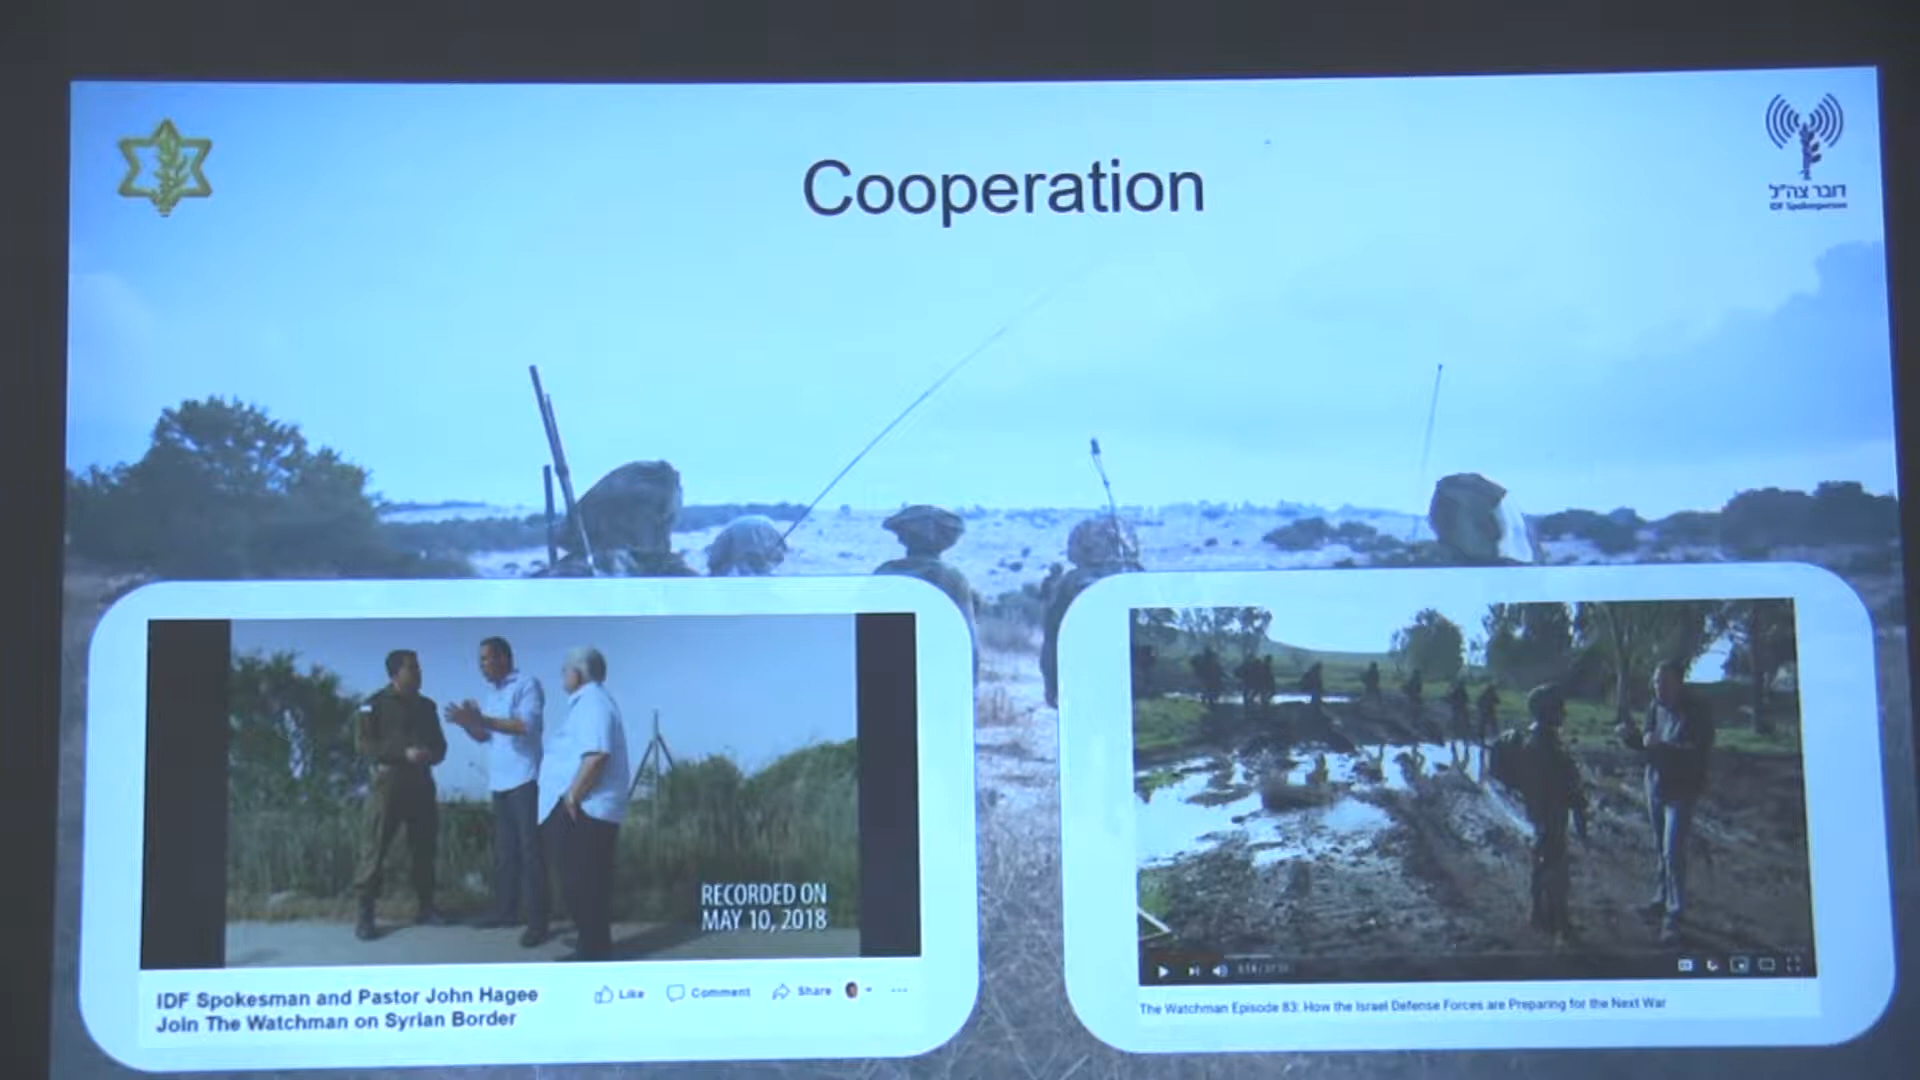 Cooperation
דובר צה"ל
IDF Spokesperson
RECORDED ON
MAY 10, 2018
IDF Spokesman and Pastor John Hagee
Join The Watchman on Syrian Border
Like Comment Share
The Watchman Episode 83: How the Israel Defense Forces are Preparing for the Next War